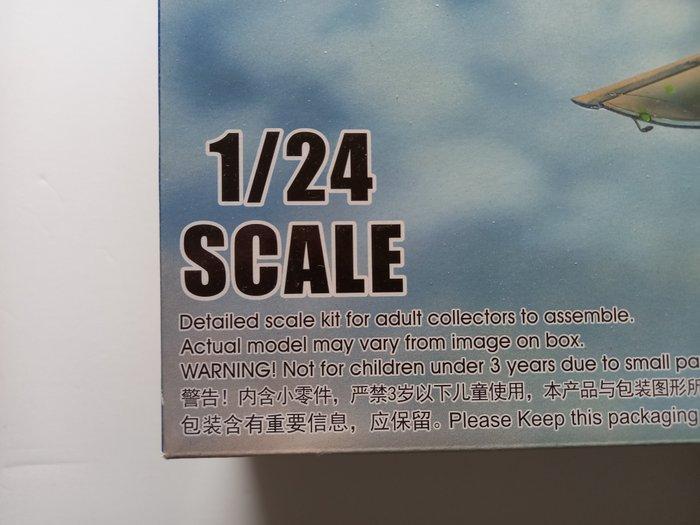 1/24
SCALE
Detailed scale kit for adult collectors to assemble.
Actual model may vary from image on box.
WARNING! Not for children under 3 years due to small pa
警告！内含小零件，严禁3岁以下儿童使用，本产品与包装图形所
包装含有重要信息，应保留。Please Keep this packaging